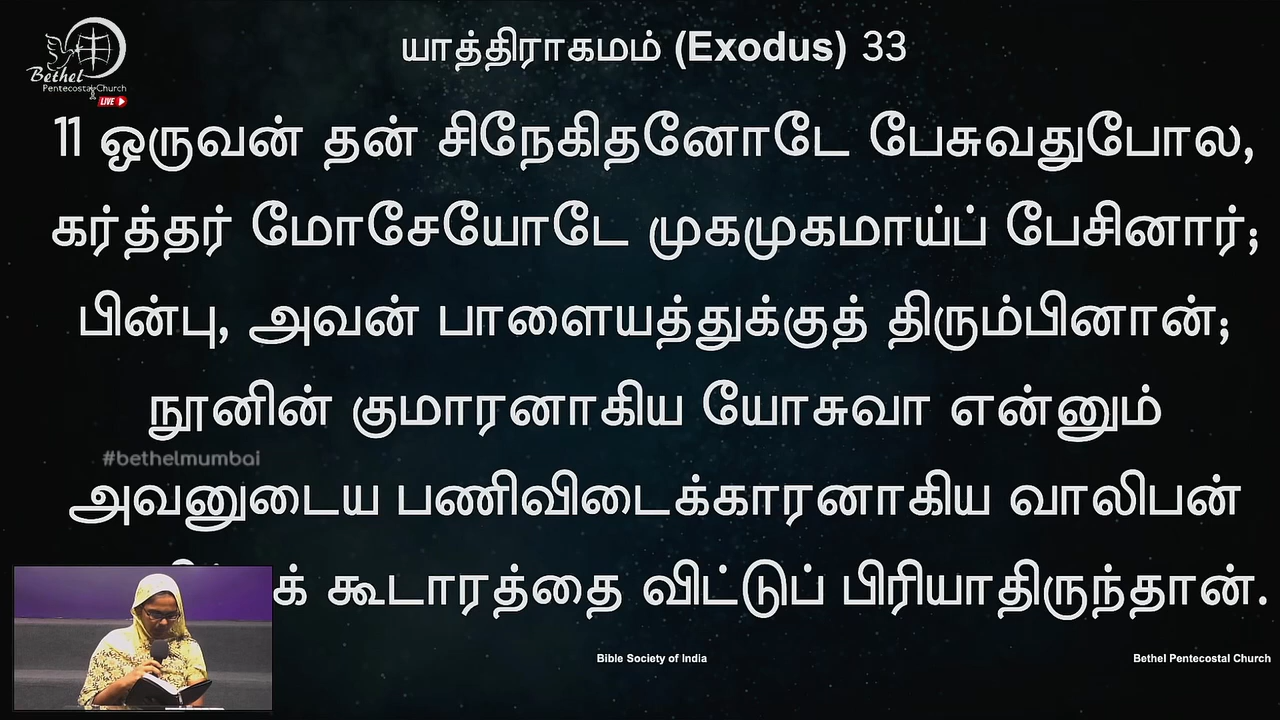 Bethel
Pentecostal Church
LIVE
யாத்திராகமம் (Exodus) 33
11 ஒருவன் தன் சிநேகிதனோடே பேசுவதுபோல,
கர்த்தர் மோசேயோடே முகமுகமாய்ப் பேசினார்;
பின்பு, அவன் பாளையத்துக்குத் திரும்பினான்;
நூனின் குமாரனாகிய யோசுவா என்னும்
#bethelmumbai
அவனுடைய பணிவிடைக்காரனாகிய வாலிபன்
கூடாரத்தை விட்டுப் பிரியாதிருந்தான்.
Bible Society of India
Bethel Pentecostal Church